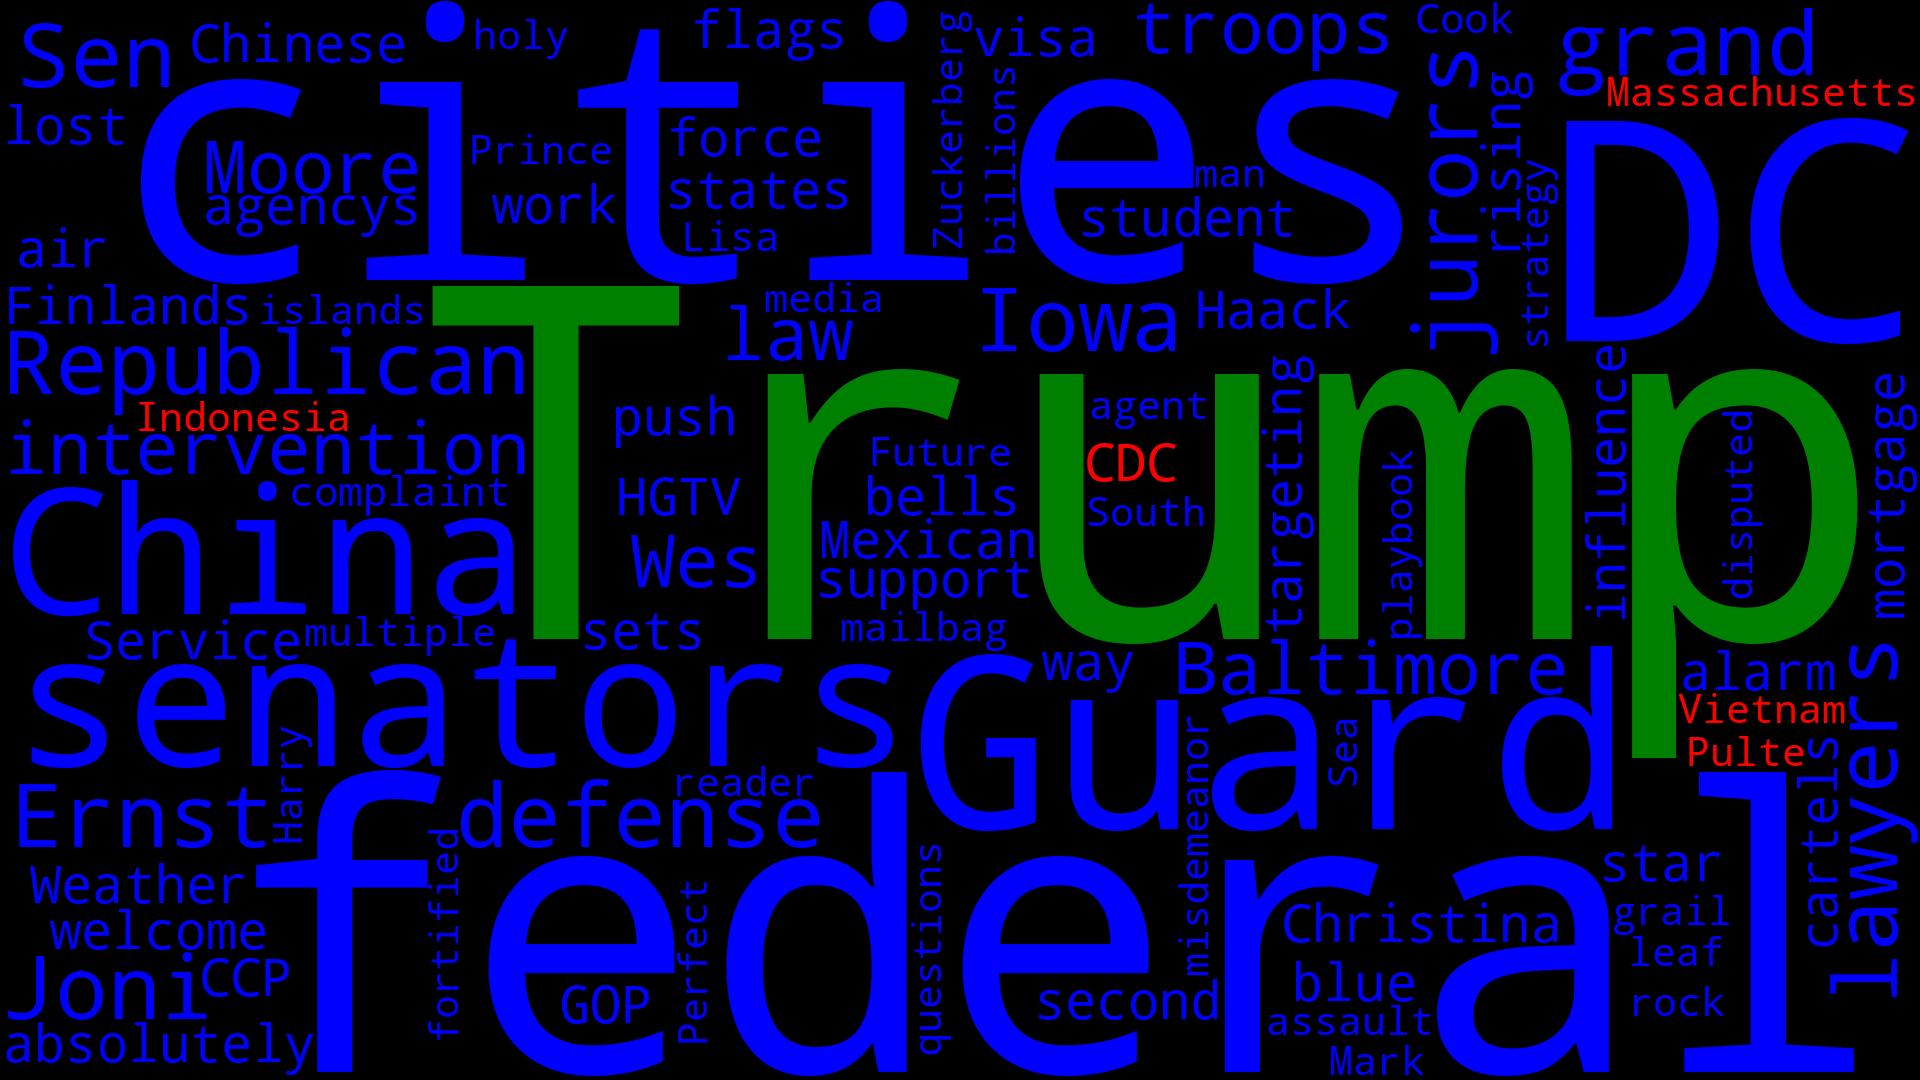 Sen
Chinese
holy
flags
Zuckerberg
visa
troops
Cook
grand
Massachusetts
lost
cities
Moore
agencys
Prince
work
force
states
Lisa
billions
man
student
jurors
rising
strategy
DC
air
Finlands
islands
media
law
Iowa
Haack
Republican
Indonesia
intervention
Trump
push
agent
CDC
South
targeting
playbook
influence
disputed
mortgage
Future
bells
HGTV
Mexican
support
Wes
China
complaint
Service
multiple
sets
mailbag
way
Baltimore
alarm
Vietnam
Pulte
senators
Guard
Harry
reader
misdemeanor
Sea
cartels
lawyers
Ernst
defense
federal
fortified
Perfect
questions
star
Weather
welcome
Christina
grail
leaf
Joni
CCP
GOP
second
blue
rock
absolutely
assault
Mark